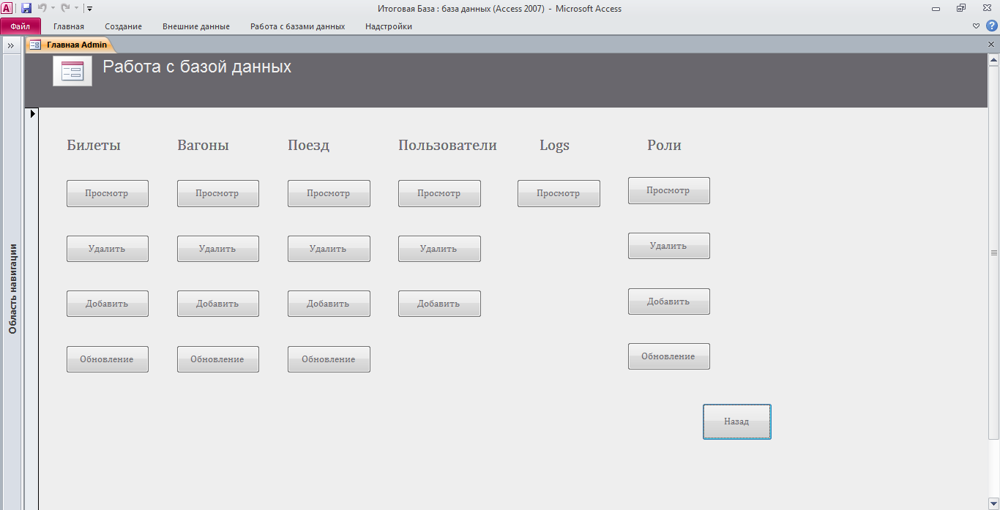 Итоговая База : база данных (Access 2007) - Microsoft Access
Файл Главная Создание Внешние данные Работа с базами данных Надстройки
Главная Admin
Работа с базой данных
Область навигации
Билеты Вагоны Поезд Пользователи Logs Роли
Просмотр Просмотр Просмотр Просмотр Просмотр Просмотр
Удалить Удалить Удалить Удалить Удалить
Добавить Добавить Добавить Добавить Добавить
Обновление Обновление Обновление Обновление
Назад